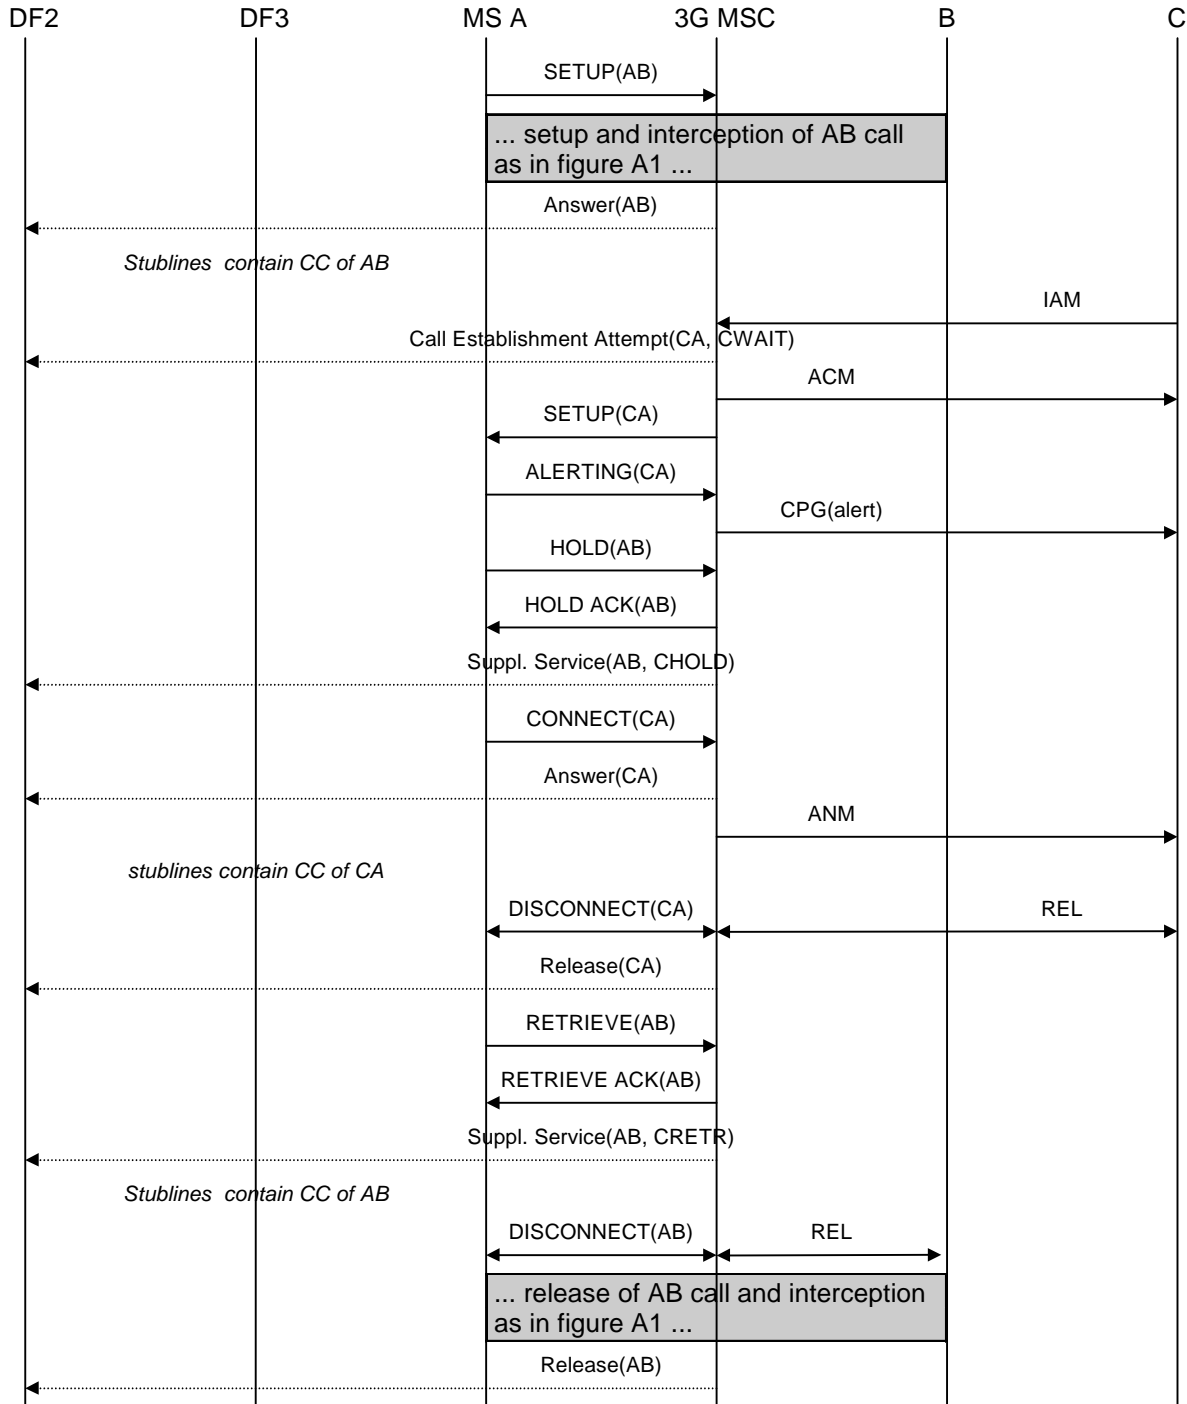 DF2 DF3 MS A 3G MSC B C
SETUP(AB)
... setup and interception of AB call
as in figure A1 ...
Answer(AB)
Stublines contain CC of AB
IAM
Call Establishment Attempt(CA, CWAIT)
ACM
SETUP(CA)
ALERTING(CA)
CPG(alert)
HOLD(AB)
HOLD ACK(AB)
Suppl. Service(AB, CHOLD)
CONNECT(CA)
Answer(CA)
ANM
stublines contain CC of CA
DISCONNECT(CA) REL
Release(CA)
RETRIEVE(AB)
RETRIEVE ACK(AB)
Suppl. Service(AB, CRETR)
Stublines contain CC of AB
DISCONNECT(AB) REL
... release of AB call and interception
as in figure A1 ...
Release(AB)